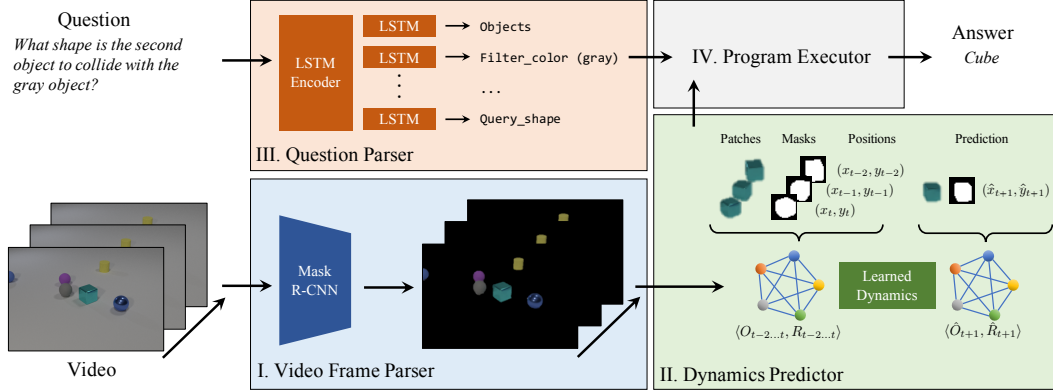 Question
What shape is the second
object to collide with the
gray object?
LSTM
Encoder
LSTM
Objects
LSTM
Filter_color (gray)
...
LSTM
Query_shape
III. Question Parser
IV. Program Executor
Answer
Cube
Video
Mask
R-CNN
I. Video Frame Parser
Patches Masks Positions Prediction
(x_{t-2}, y_{t-2})
(x_{t-1}, y_{t-1})
(x_t, y_t)
(x̂_{t+1}, ŷ_{t+1})
Learned
Dynamics
⟨O_{t-2...t}, R_{t-2...t}⟩
⟨Ô_{t+1}, R̂_{t+1}⟩
II. Dynamics Predictor